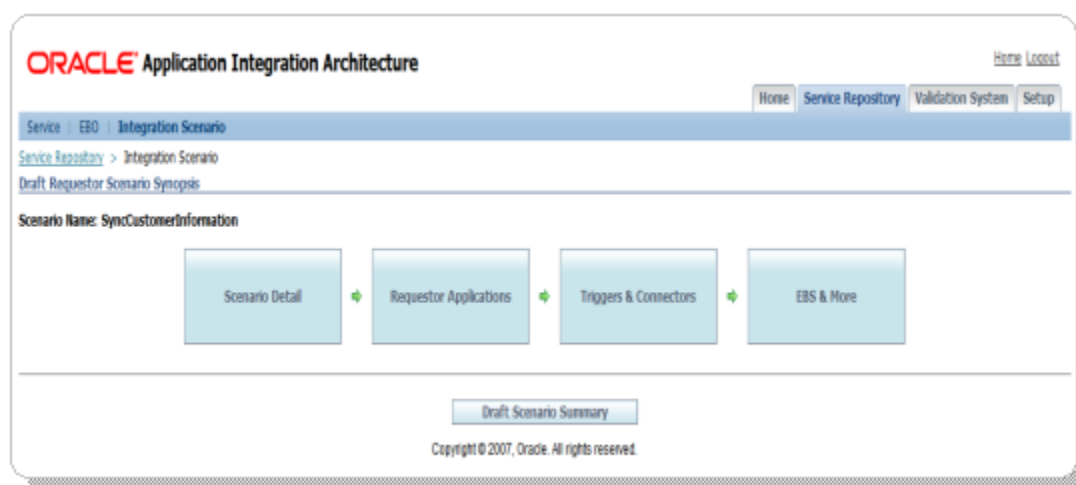 ORACLE Application Integration Architecture
Home Logout
Home Service Repository Validation System Setup
Service | EBO | Integration Scenario
Service Repository > Integration Scenario
Draft Requestor Scenario Synopsis
Scenario Name: SyncCustomerInformation
Scenario Detail Requestor Applications Triggers & Connectors EBS & More
Draft Scenario Summary
Copyright © 2007, Oracle. All rights reserved.